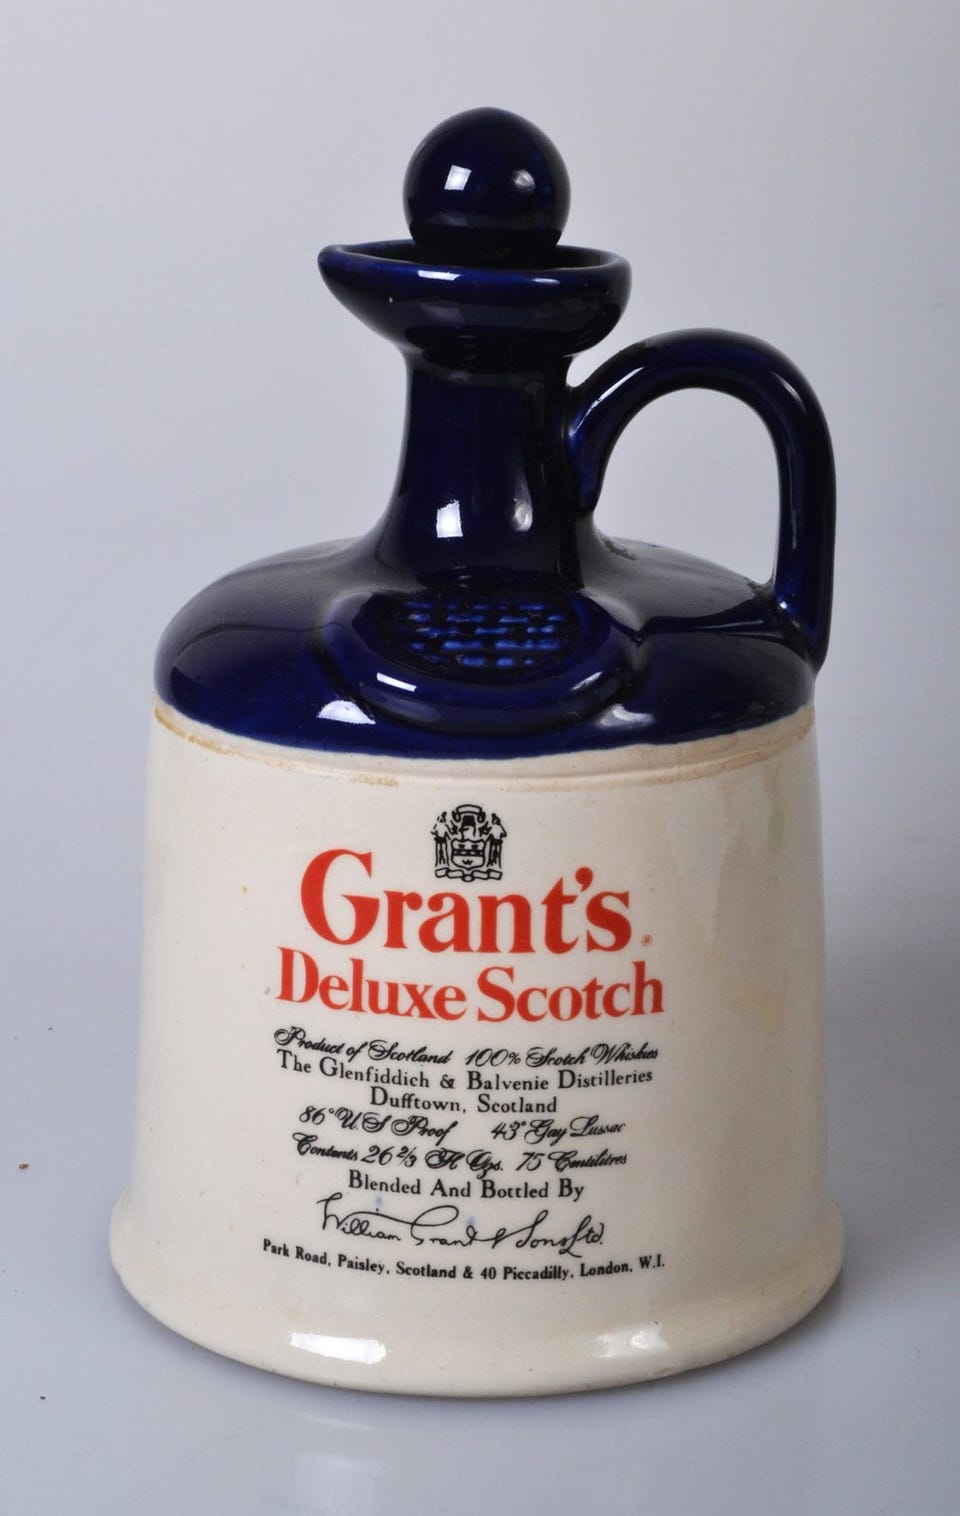 Grant's®
Deluxe Scotch
Product of Scotland 100% Scotch Whiskies
The Glenfiddich & Balvenie Distilleries
Dufftown, Scotland
86° U.S Proof 43° Gay Lussac
Contents 26 2/3 Fl Ozs. 75 Centilitres
Blended And Bottled By
William Grant & Sons Ltd.
Park Road, Paisley, Scotland & 40 Piccadilly, London, W.I.